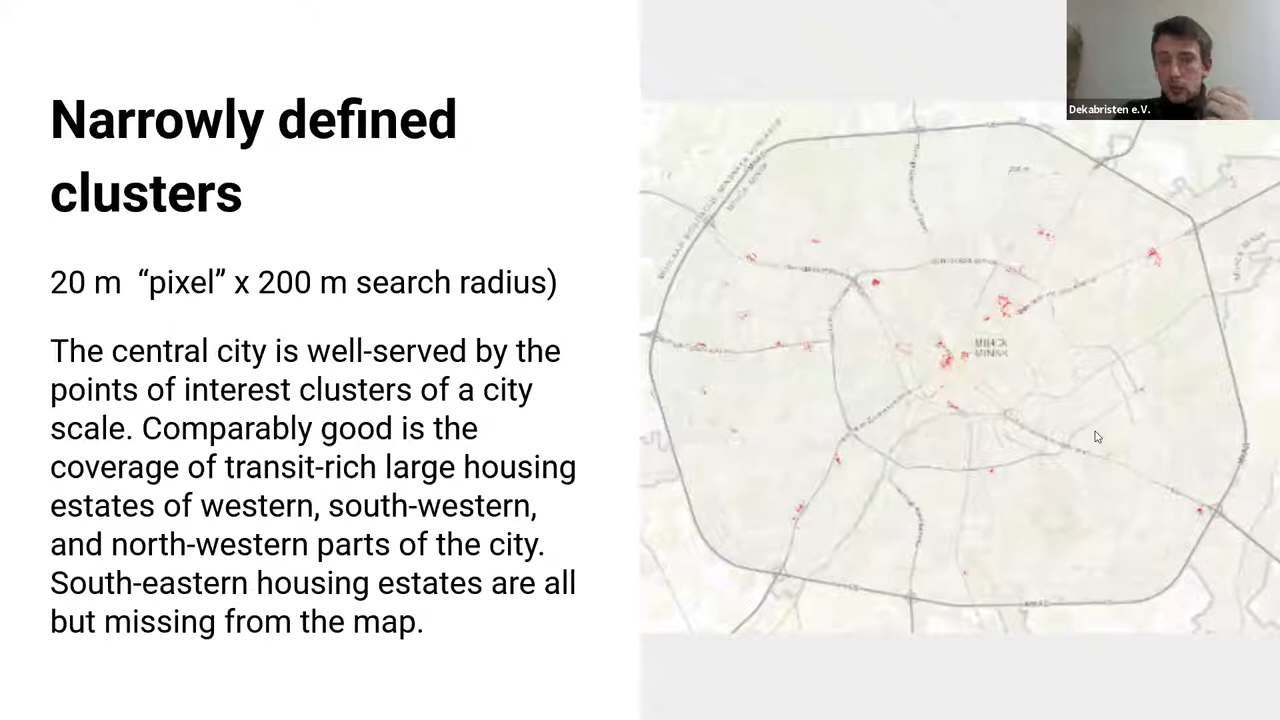 Narrowly defined
clusters
20 m “pixel” x 200 m search radius)
The central city is well-served by the
points of interest clusters of a city
scale. Comparably good is the
coverage of transit-rich large housing
estates of western, south-western,
and north-western parts of the city.
South-eastern housing estates are all
but missing from the map.
Dekabristen e.V.